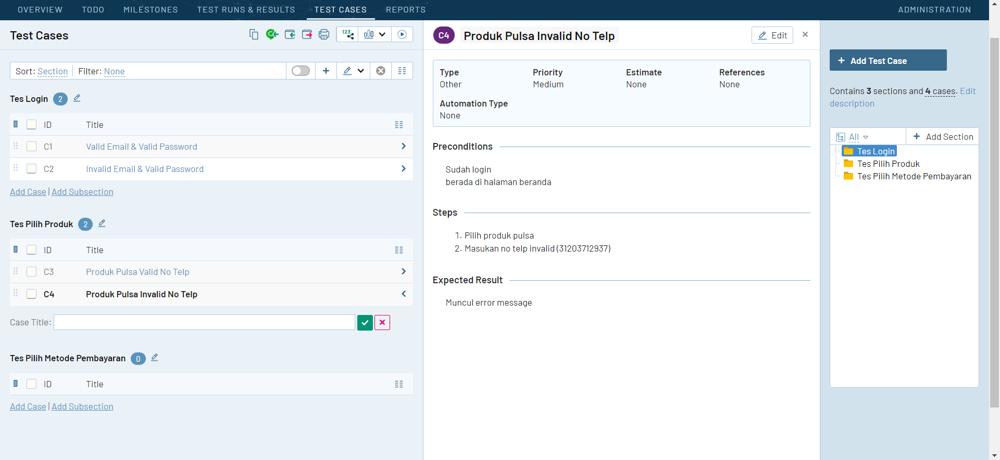 OVERVIEW TODO MILESTONES TEST RUNS & RESULTS TEST CASES REPORTS ADMINISTRATION
Test Cases
123
Sort: Section Filter: None
Tes Login 2
ID Title
C1 Valid Email & Valid Password
C2 Invalid Email & Valid Password
Add Case | Add Subsection
Tes Pilih Produk 2
ID Title
C3 Produk Pulsa Valid No Telp
C4 Produk Pulsa Invalid No Telp
Case Title:
Tes Pilih Metode Pembayaran 0
ID Title
Add Case | Add Subsection
C4 Produk Pulsa Invalid No Telp
Edit
Type Priority Estimate References
Other Medium None None
Automation Type
None
Preconditions
Sudah login
berada di halaman beranda
Steps
1. Pilih produk pulsa
2. Masukan no telp invalid (31203712937)
Expected Result
Muncul error message
+ Add Test Case
Contains 3 sections and 4 cases. Edit
description
All + Add Section
Tes Login
Tes Pilih Produk
Tes Pilih Metode Pembayaran